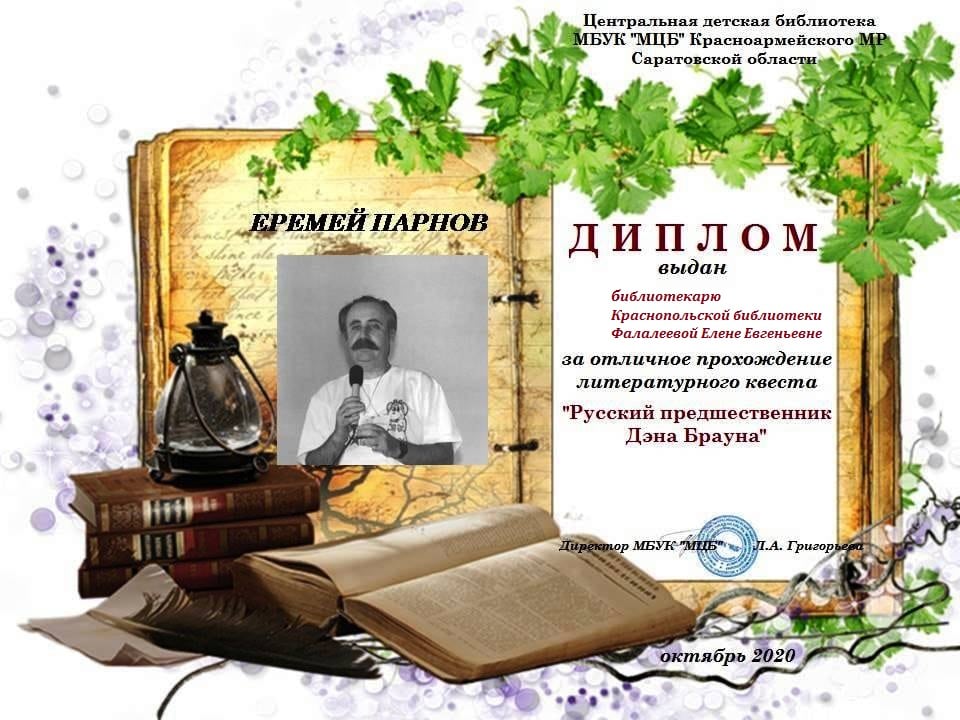 Центральная детская библиотека
МБУК "МЦБ" Красноармейского МР
Саратовской области
ЕРЕМЕЙ ПАРНОВ
ДИПЛОМ
выдан
библиотекарю
Краснопольской библиотеки
Фалалеевой Елене Евгеньевне
за отличное прохождение
литературного квеста
"Русский предшественник
Дэна Брауна"
Директор МБУК "МЦБ" Л.А. Григорьева
октябрь 2020